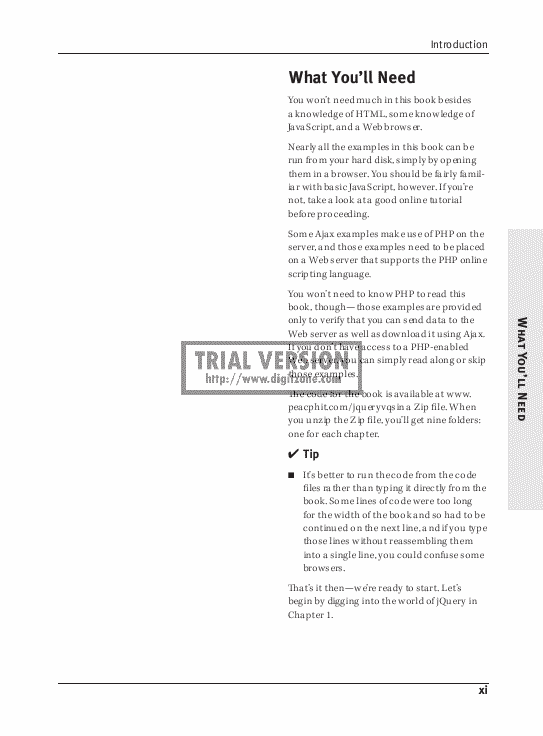 Introduction
What You'll Need
You won't need much in this book besides
a knowledge of HTML, some knowledge of
JavaScript, and a Web browser.
Nearly all the examples in this book can be
run from your hard disk, simply by opening
them in a browser. You should be fairly famil-
iar with basic JavaScript, however. If you're
not, take a look at a good online tutorial
before proceeding.
Some Ajax examples make use of PHP on the
server, and those examples need to be placed
on a Web server that supports the PHP online
scripting language.
You won't need to know PHP to read this
book, though—those examples are provided
only to verify that you can send data to the
Web server as well as download it using Ajax.
If you don't have access to a PHP-enabled
Web server, you can simply read along or skip
those examples.
TRIAL VERSION
http://www.digitzone.com
The code for the book is available at www.
peachpit.com/jqueryvqs in a Zip file. When
you unzip the Zip file, you'll get nine folders:
one for each chapter.
✔ Tip
■ It's better to run the code from the code
files rather than typing it directly from the
book. Some lines of code were too long
for the width of the book and so had to be
continued on the next line, and if you type
those lines without reassembling them
into a single line, you could confuse some
browsers.
That's it then—we're ready to start. Let's
begin by digging into the world of jQuery in
Chapter 1.
What You'll Need
xi